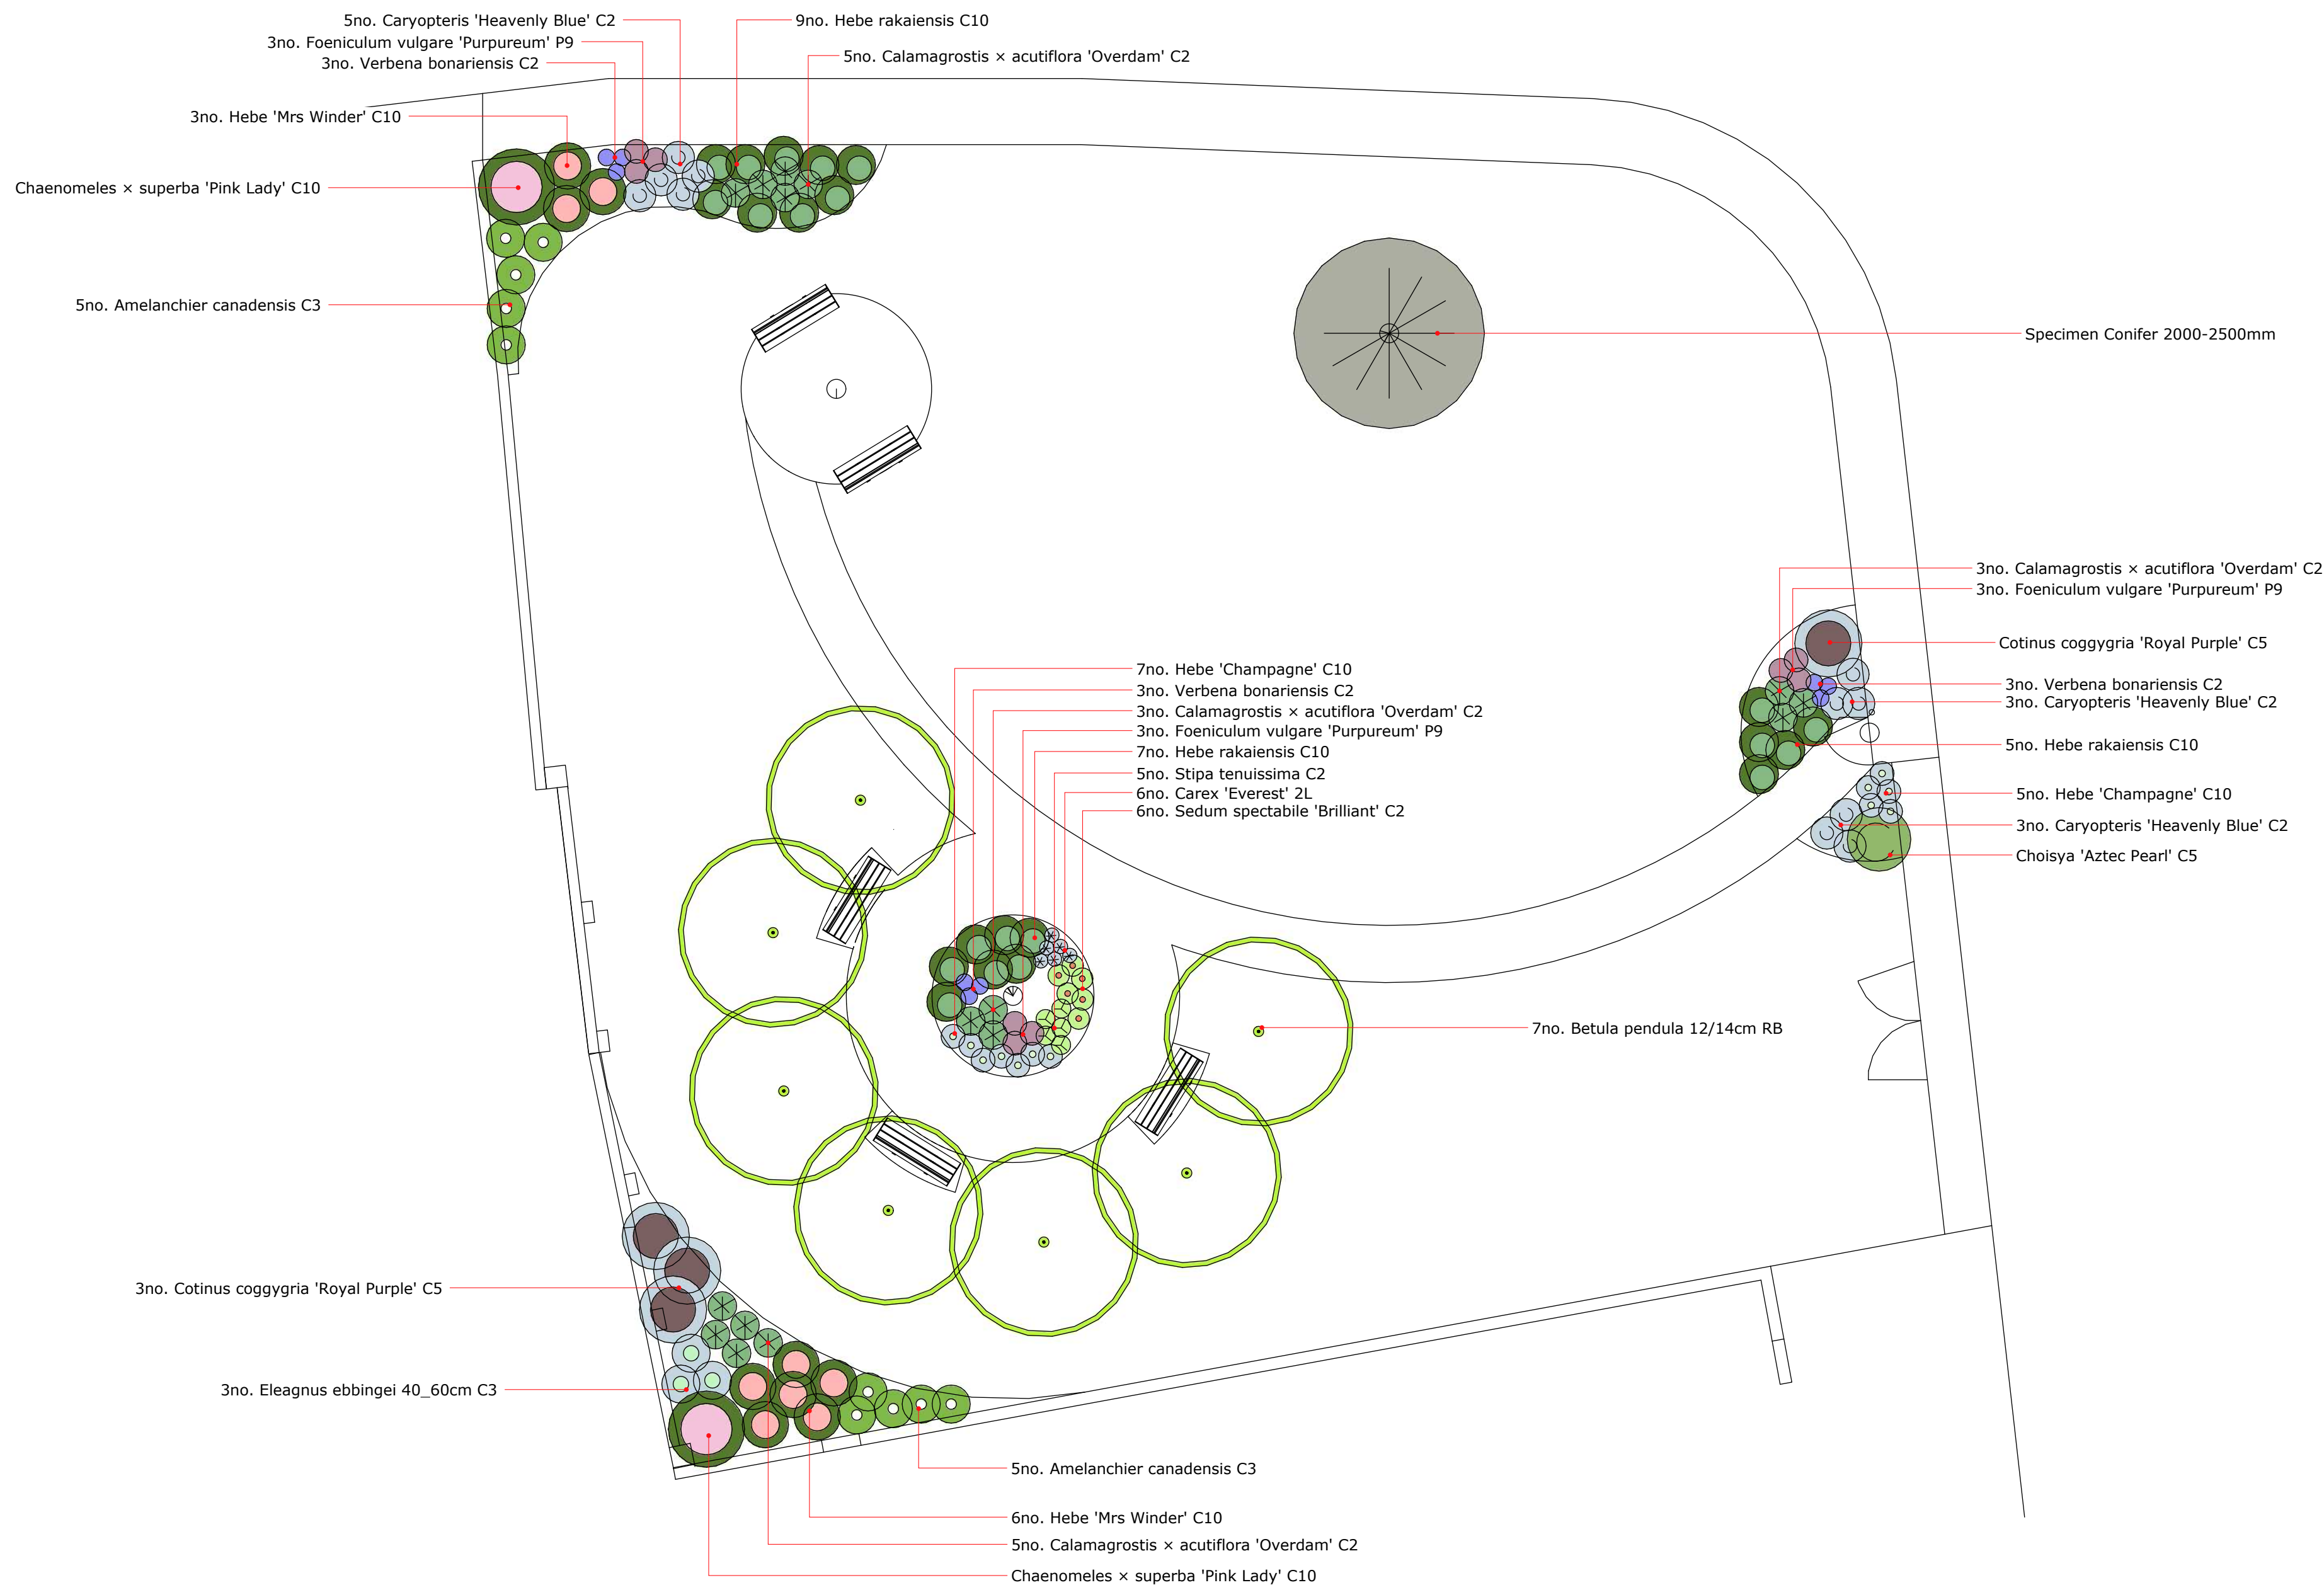 5no. Caryopteris 'Heavenly Blue' C2
9no. Hebe rakaiensis C10
3no. Foeniculum vulgare 'Purpureum' P9
5no. Calamagrostis × acutiflora 'Overdam' C2
3no. Verbena bonariensis C2
3no. Hebe 'Mrs Winder' C10
Chaenomeles × superba 'Pink Lady' C10
5no. Amelanchier canadensis C3
Specimen Conifer 2000-2500mm
3no. Calamagrostis × acutiflora 'Overdam' C2
3no. Foeniculum vulgare 'Purpureum' P9
Cotinus coggygria 'Royal Purple' C5
3no. Verbena bonariensis C2
3no. Caryopteris 'Heavenly Blue' C2
5no. Hebe rakaiensis C10
5no. Hebe 'Champagne' C10
3no. Caryopteris 'Heavenly Blue' C2
Choisya 'Aztec Pearl' C5
7no. Hebe 'Champagne' C10
3no. Verbena bonariensis C2
3no. Calamagrostis × acutiflora 'Overdam' C2
3no. Foeniculum vulgare 'Purpureum' P9
7no. Hebe rakaiensis C10
5no. Stipa tenuissima C2
6no. Carex 'Everest' 2L
6no. Sedum spectabile 'Brilliant' C2
7no. Betula pendula 12/14cm RB
3no. Cotinus coggygria 'Royal Purple' C5
3no. Eleagnus ebbingei 40_60cm C3
5no. Amelanchier canadensis C3
6no. Hebe 'Mrs Winder' C10
5no. Calamagrostis × acutiflora 'Overdam' C2
Chaenomeles × superba 'Pink Lady' C10